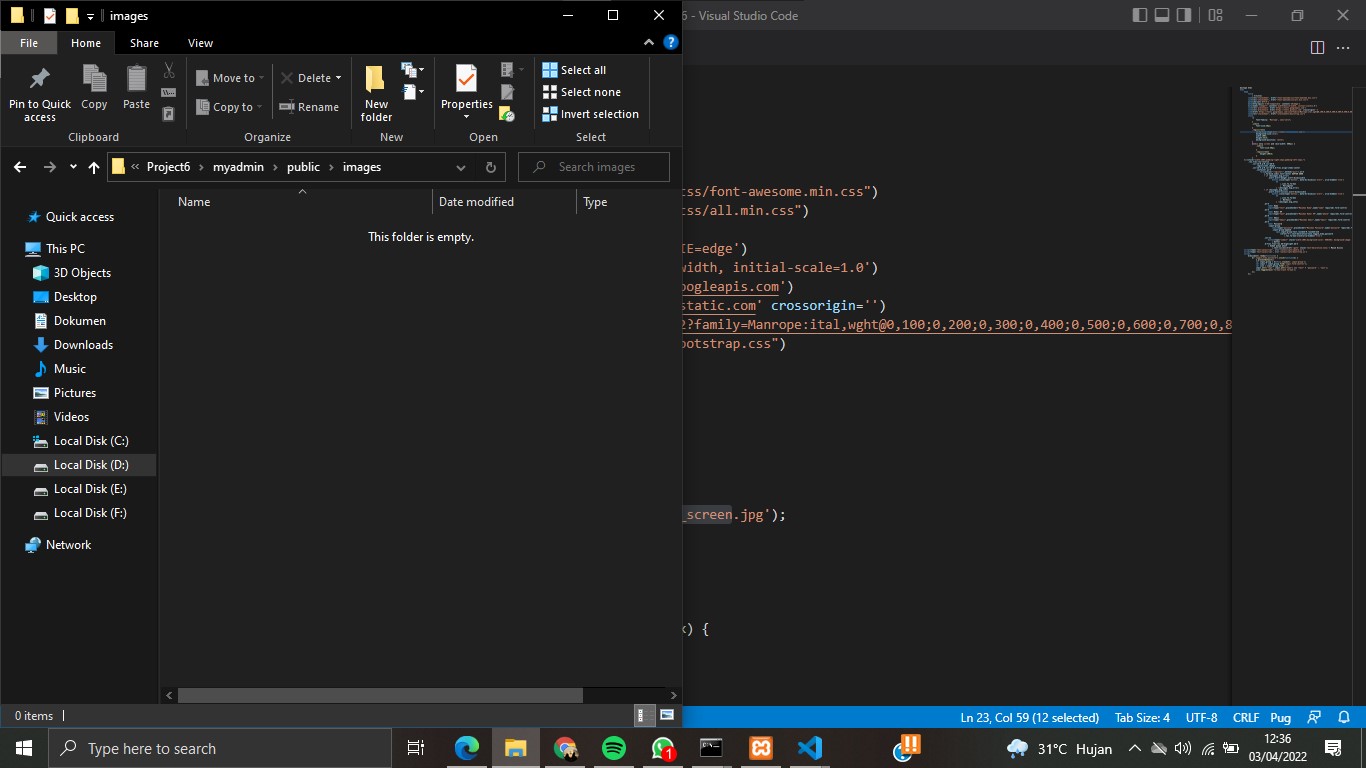 images
6 - Visual Studio Code
File
Home
Share
View
Pin to Quick access
Copy
Paste
Move to
Copy to
Delete
Rename
New folder
Properties
Select all
Select none
Invert selection
Clipboard
Organize
New
Open
Select
Project6
myadmin
public
images
Search images
Name
Date modified
Type
This folder is empty.
Quick access
This PC
3D Objects
Desktop
Dokumen
Downloads
Music
Pictures
Videos
Local Disk (C:)
Local Disk (D:)
Local Disk (E:)
Local Disk (F:)
Network
0 items
css/font-awesome.min.css")
css/all.min.css")
IE=edge')
width, initial-scale=1.0')
oogleapis.com')
static.com' crossorigin='')
2?family=Manrope:ital,wght@0,100;0,200;0,300;0,400;0,500;0,600;0,700;0,8
ootstrap.css")
_screen.jpg');
) {
Ln 23, Col 59 (12 selected)
Tab Size: 4
UTF-8
CRLF
Pug
Type here to search
1
31°C Hujan
12:36
03/04/2022